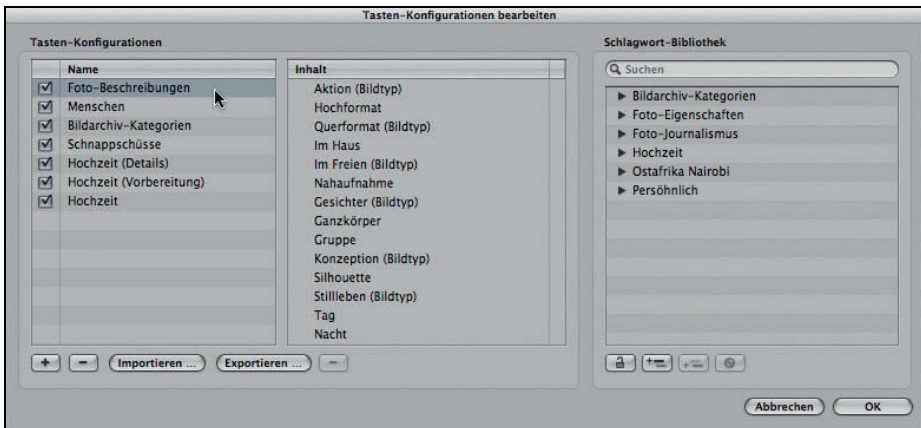 Tasten-Konfigurationen bearbeiten
Tasten-Konfigurationen
Name
Foto-Beschreibungen
Menschen
Bildarchiv-Kategorien
Schnappschüsse
Hochzeit (Details)
Hochzeit (Vorbereitung)
Hochzeit
Inhalt
Aktion (Bildtyp)
Hochformat
Querformat (Bildtyp)
Im Haus
Im Freien (Bildtyp)
Nahaufnahme
Gesichter (Bildtyp)
Ganzkörper
Gruppe
Konzeption (Bildtyp)
Silhouette
Stillleben (Bildtyp)
Tag
Nacht
Importieren ...
Exportieren ...
Schlagwort-Bibliothek
Suchen
Bildarchiv-Kategorien
Foto-Eigenschaften
Foto-Journalismus
Hochzeit
Ostafrika Nairobi
Persöhnlich
Abbrechen
OK